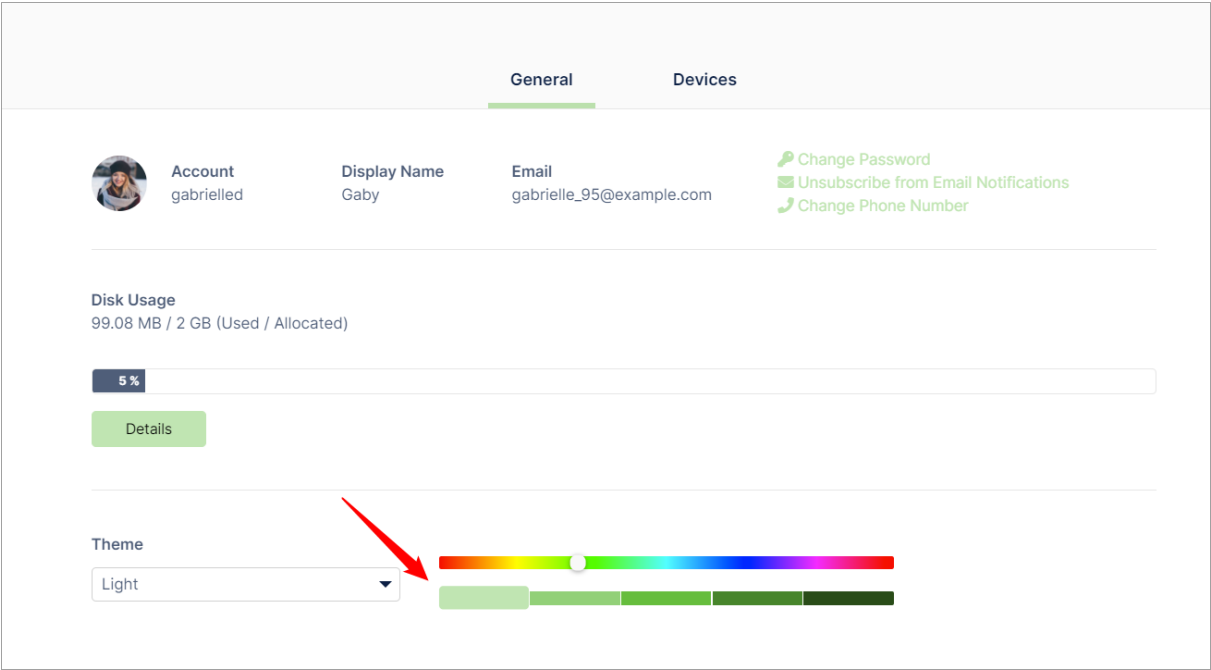 General
Devices
Account
gabrielled
Display Name
Gaby
Email
gabrielle_95@example.com
Change Password
Unsubscribe from Email Notifications
Change Phone Number
Disk Usage
99.08 MB / 2 GB (Used / Allocated)
5 %
Details
Theme
Light